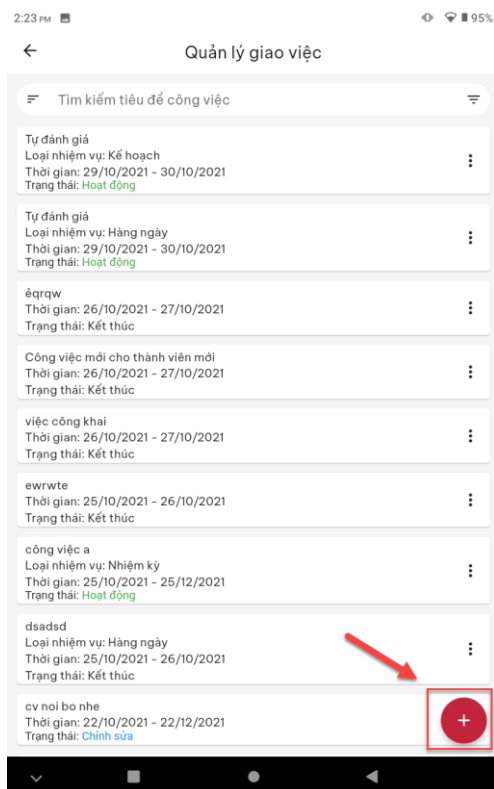 2:23 PM 95%
Quản lý giao việc
Tìm kiếm tiêu đề công việc
Tự đánh giá
Loại nhiệm vụ: Kế hoạch
Thời gian: 29/10/2021 - 30/10/2021
Trạng thái: Hoạt động
Tự đánh giá
Loại nhiệm vụ: Hàng ngày
Thời gian: 29/10/2021 - 30/10/2021
Trạng thái: Hoạt động
ẻqrqw
Thời gian: 26/10/2021 - 27/10/2021
Trạng thái: Kết thúc
Công việc mới cho thành viên mới
Thời gian: 26/10/2021 - 27/10/2021
Trạng thái: Kết thúc
việc công khai
Thời gian: 26/10/2021 - 27/10/2021
Trạng thái: Kết thúc
ewrwte
Thời gian: 25/10/2021 - 26/10/2021
Trạng thái: Kết thúc
công việc a
Loại nhiệm vụ: Nhiệm kỳ
Thời gian: 25/10/2021 - 25/12/2021
Trạng thái: Hoạt động
dsadsd
Loại nhiệm vụ: Hàng ngày
Thời gian: 25/10/2021 - 26/10/2021
Trạng thái: Kết thúc
cv noi bo nhe
Thời gian: 22/10/2021 - 22/12/2021
Trạng thái: Chỉnh sửa